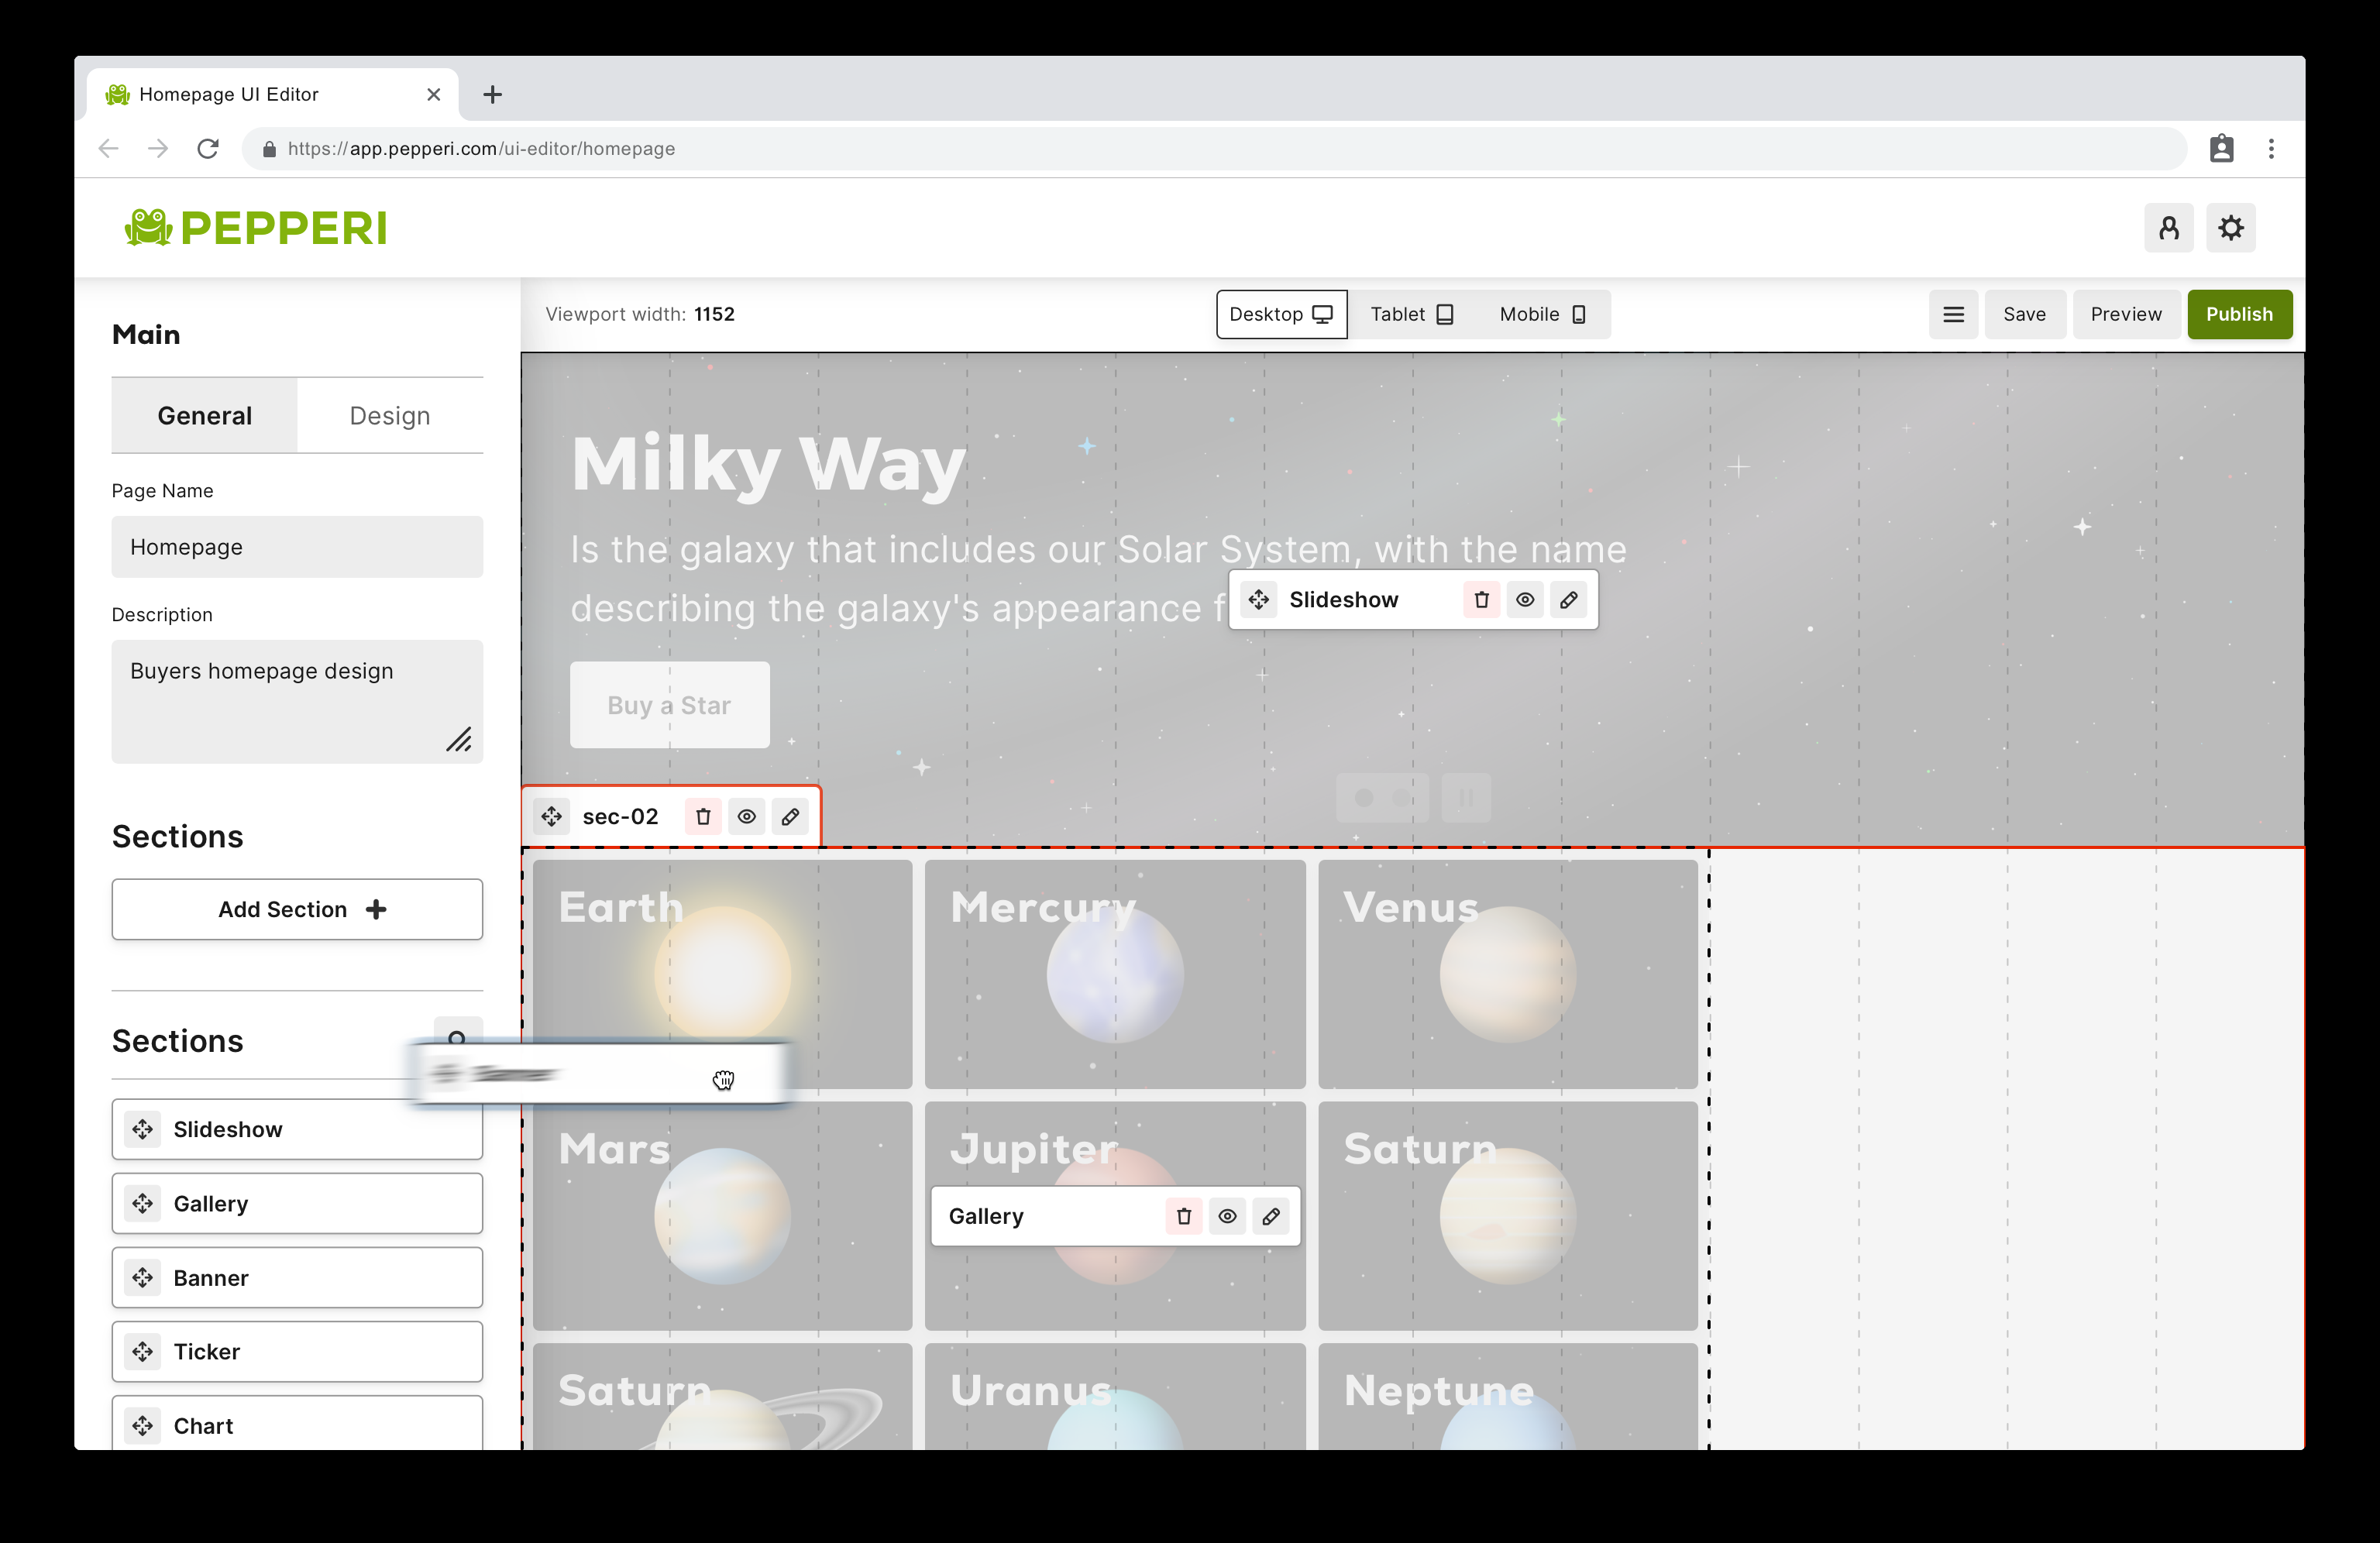 Homepage UI Editor
https://app.pepperi.com/ui-editor/homepage
PEPPERI
Main
General
Design
Page Name
Homepage
Description
Buyers homepage design
Sections
Add Section
Sections
Slideshow
Gallery
Banner
Ticker
Chart
Viewport width: 1152
Desktop
Tablet
Mobile
Save
Preview
Publish
Milky Way
Is the galaxy that includes our Solar System, with the name
describing the galaxy's appearance f
Slideshow
Buy a Star
sec-02
Earth
Mercury
Venus
Mars
Jupiter
Saturn
Gallery
Saturn
Uranus
Neptune